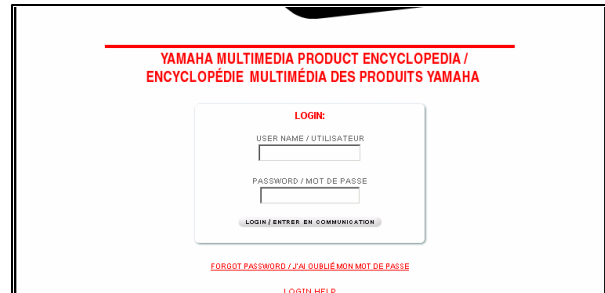 YAMAHA MULTIMEDIA PRODUCT ENCYCLOPEDIA /
ENCYCLOPÉDIE MULTIMÉDIA DES PRODUITS YAMAHA
LOGIN:
USER NAME / UTILISATEUR
PASSWORD / MOT DE PASSE
LOGIN / ENTRER EN COMMUNICATION
FORGOT PASSWORD / J'AI OUBLIÉ MON MOT DE PASSE
LOGIN HELP